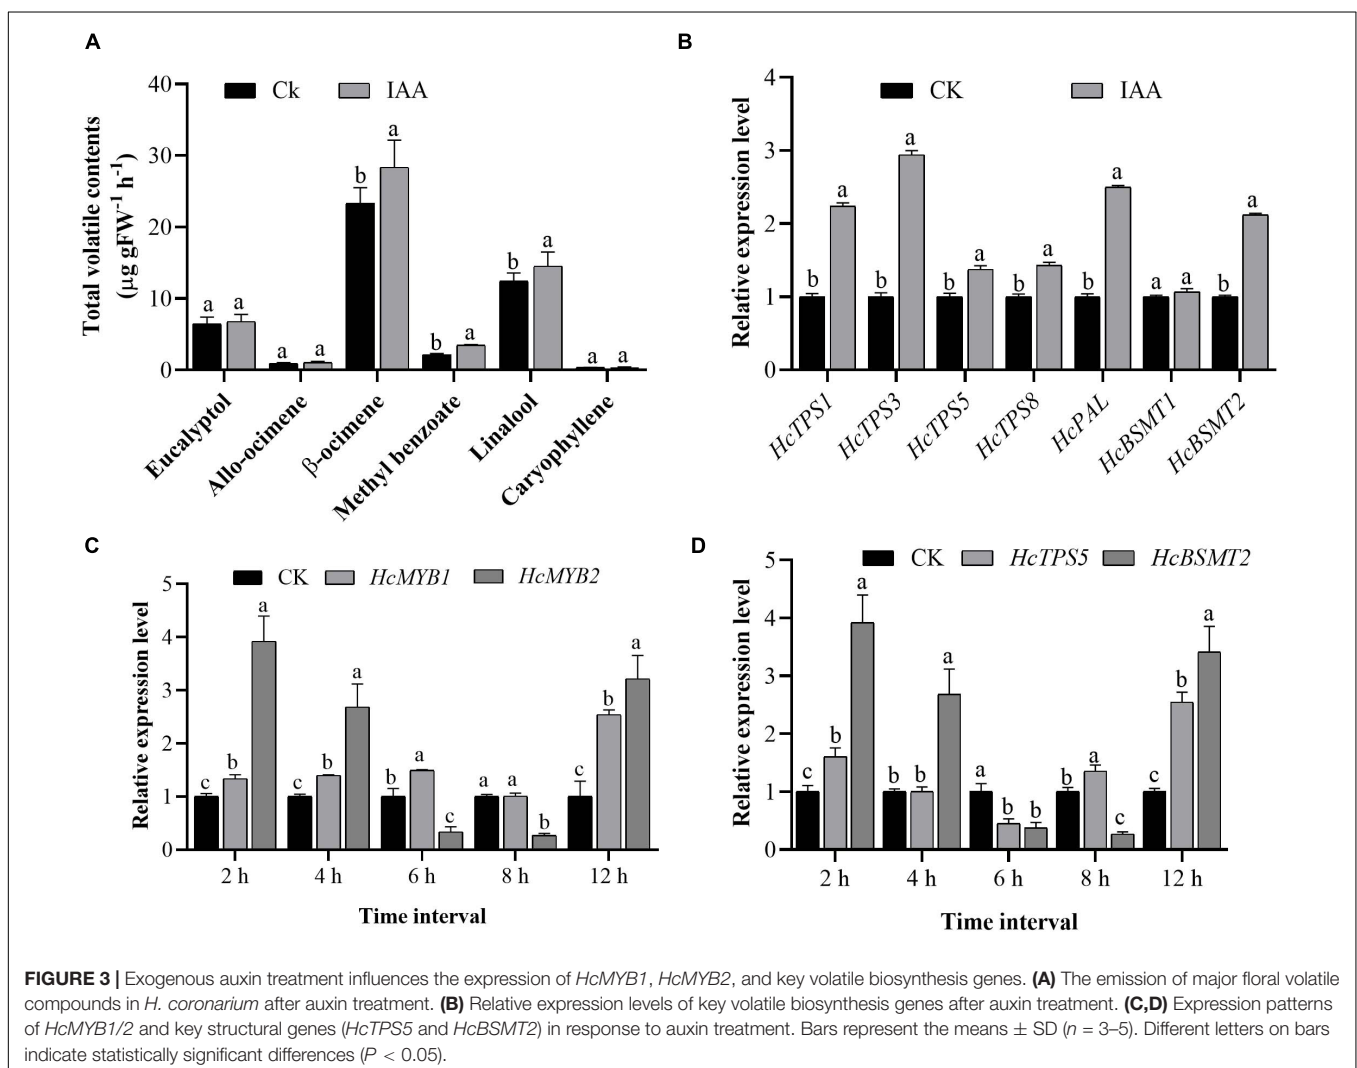 A
Ck IAA
Total volatile contents
(μg gFW⁻¹ h⁻¹)
40
30
20
10
0
a a a a b a b a b a a a
Eucalyptol Allo-ocimene β-ocimene Methyl benzoate Linalool Caryophyllene
B
CK IAA
Relative expression level
4
3
2
1
0
b a b a b a b a b a a a b a
HcTPS1 HcTPS3 HcTPS5 HcTPS8 HcPAL HcBSMT1 HcBSMT2
C
CK HcMYB1 HcMYB2
Relative expression level
5
4
3
2
1
0
c b a c b a b a c a a b c b a
2 h 4 h 6 h 8 h 12 h
Time interval
D
CK HcTPS5 HcBSMT2
Relative expression level
5
4
3
2
1
0
c b a b b a a b b b a c c b a
2 h 4 h 6 h 8 h 12 h
Time interval
FIGURE 3 | Exogenous auxin treatment influences the expression of HcMYB1, HcMYB2, and key volatile biosynthesis genes. (A) The emission of major floral volatile
compounds in H. coronarium after auxin treatment. (B) Relative expression levels of key volatile biosynthesis genes after auxin treatment. (C,D) Expression patterns
of HcMYB1/2 and key structural genes (HcTPS5 and HcBSMT2) in response to auxin treatment. Bars represent the means ± SD (n = 3–5). Different letters on bars
indicate statistically significant differences (P < 0.05).